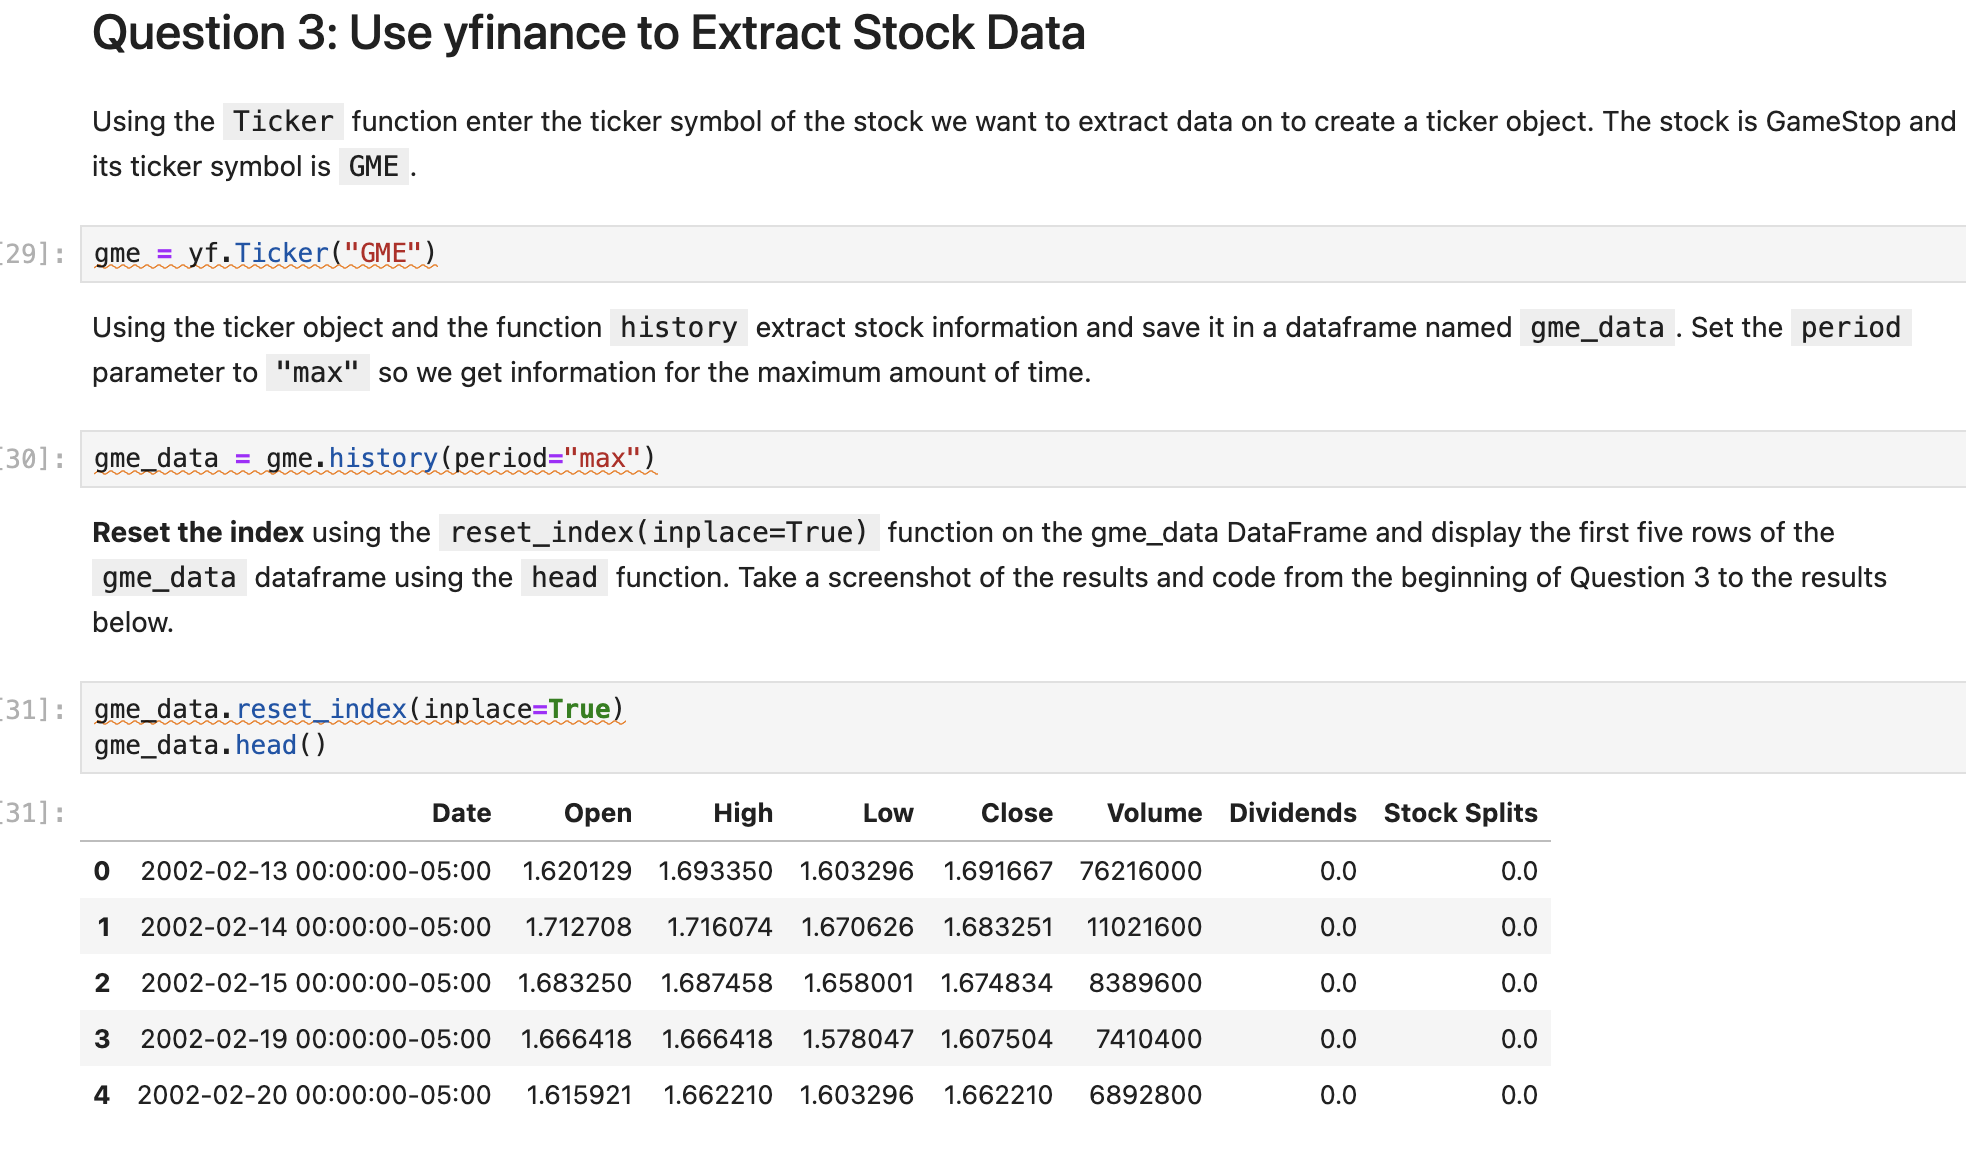 Question 3: Use yfinance to Extract Stock Data
Using the Ticker function enter the ticker symbol of the stock we want to extract data on to create a ticker object. The stock is GameStop and
its ticker symbol is GME .
[29]: gme = yf.Ticker("GME")
Using the ticker object and the function history extract stock information and save it in a dataframe named gme_data . Set the period
parameter to "max" so we get information for the maximum amount of time.
[30]: gme_data = gme.history(period="max")
Reset the index using the reset_index(inplace=True) function on the gme_data DataFrame and display the first five rows of the
gme_data dataframe using the head function. Take a screenshot of the results and code from the beginning of Question 3 to the results
below.
[31]: gme_data.reset_index(inplace=True)
gme_data.head()
[31]: Date Open High Low Close Volume Dividends Stock Splits
0 2002-02-13 00:00:00-05:00 1.620129 1.693350 1.603296 1.691667 76216000 0.0 0.0
1 2002-02-14 00:00:00-05:00 1.712708 1.716074 1.670626 1.683251 11021600 0.0 0.0
2 2002-02-15 00:00:00-05:00 1.683250 1.687458 1.658001 1.674834 8389600 0.0 0.0
3 2002-02-19 00:00:00-05:00 1.666418 1.666418 1.578047 1.607504 7410400 0.0 0.0
4 2002-02-20 00:00:00-05:00 1.615921 1.662210 1.603296 1.662210 6892800 0.0 0.0